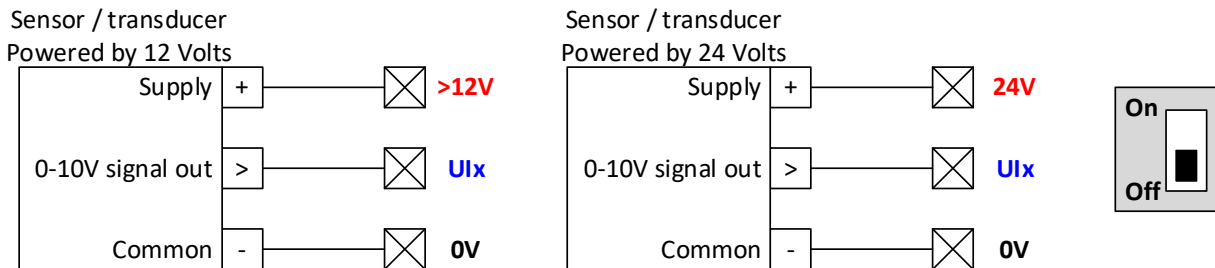 Sensor / transducer
Powered by 12 Volts
Supply + >12V
0-10V signal out > UIx
Common - 0V
Sensor / transducer
Powered by 24 Volts
Supply + 24V
0-10V signal out > UIx
Common - 0V
On
Off